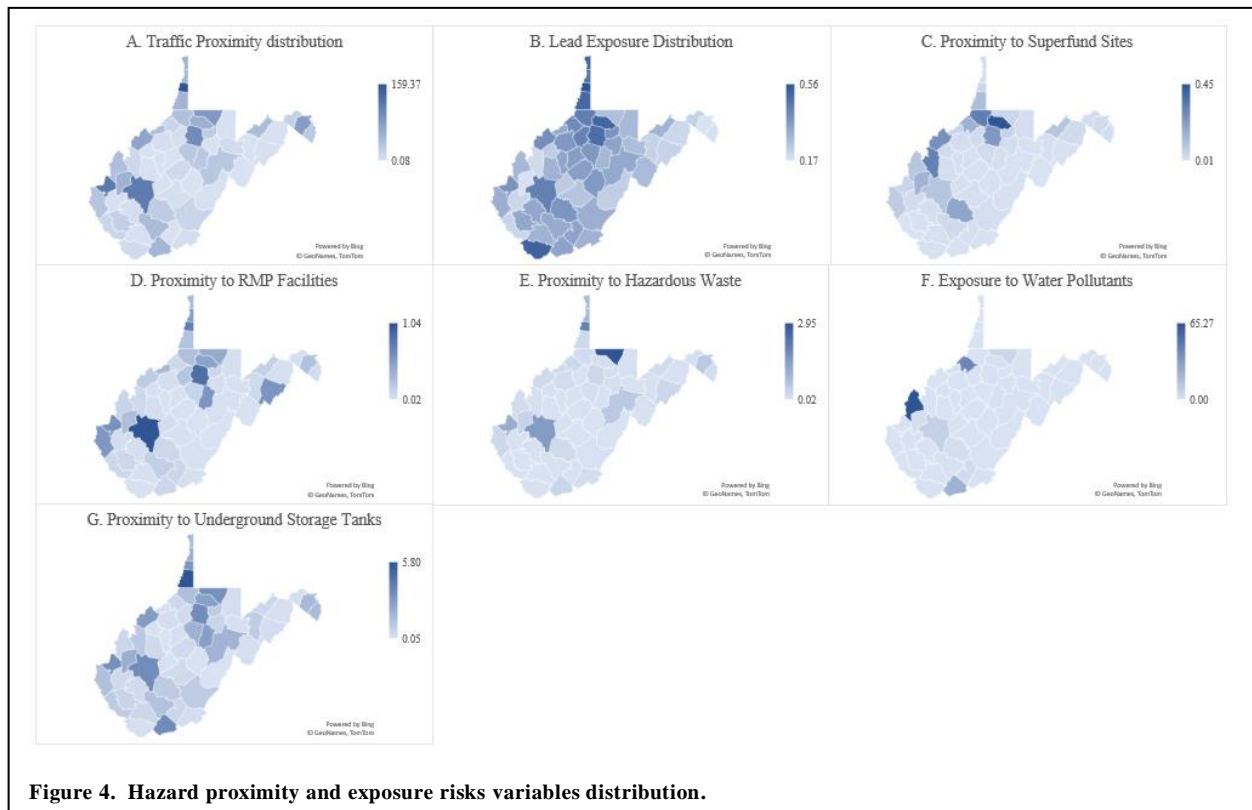 A. Traffic Proximity distribution
159.37
0.08
Powered by Bing
© GeoNames, TomTom
B. Lead Exposure Distribution
0.56
0.17
Powered by Bing
© GeoNames, TomTom
C. Proximity to Superfund Sites
0.45
0.01
Powered by Bing
© GeoNames, TomTom
D. Proximity to RMP Facilities
1.04
0.02
Powered by Bing
© GeoNames, TomTom
E. Proximity to Hazardous Waste
2.95
0.02
Powered by Bing
© GeoNames, TomTom
F. Exposure to Water Pollutants
65.27
0.00
Powered by Bing
© GeoNames, TomTom
G. Proximity to Underground Storage Tanks
5.80
0.05
Powered by Bing
© GeoNames, TomTom
Figure 4. Hazard proximity and exposure risks variables distribution.